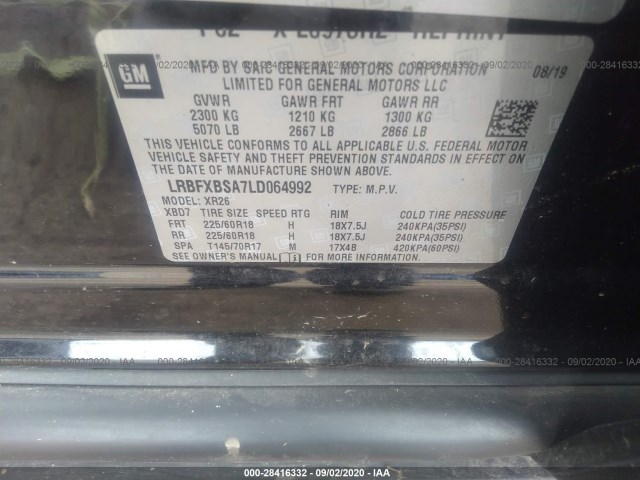 REPRINT
GM
MFD BY SAIC GENERAL MOTORS CORPORATION
08/19
LIMITED FOR GENERAL MOTORS LLC
GVWR GAWR FRT GAWR RR
2300 KG 1210 KG 1300 KG
5070 LB 2667 LB 2866 LB
THIS VEHICLE CONFORMS TO ALL APPLICABLE U.S. FEDERAL MOTOR
VEHICLE SAFETY AND THEFT PREVENTION STANDARDS IN EFFECT ON
THE DATE OF MANUFACTURE SHOWN ABOVE.
LRBFXBSA7LD064992 TYPE: M.P.V.
MODEL: XR26
XBD7 TIRE SIZE SPEED RTG RIM COLD TIRE PRESSURE
FRT 225/60R18 H 18X7.5J 240KPA(35PSI)
RR 225/60R18 H 18X7.5J 240KPA(35PSI)
SPA T145/70R17 M 17X4B 420KPA(60PSI)
SEE OWNER'S MANUAL FOR MORE INFORMATION.
000-28416332 - 09/02/2020 - IAA